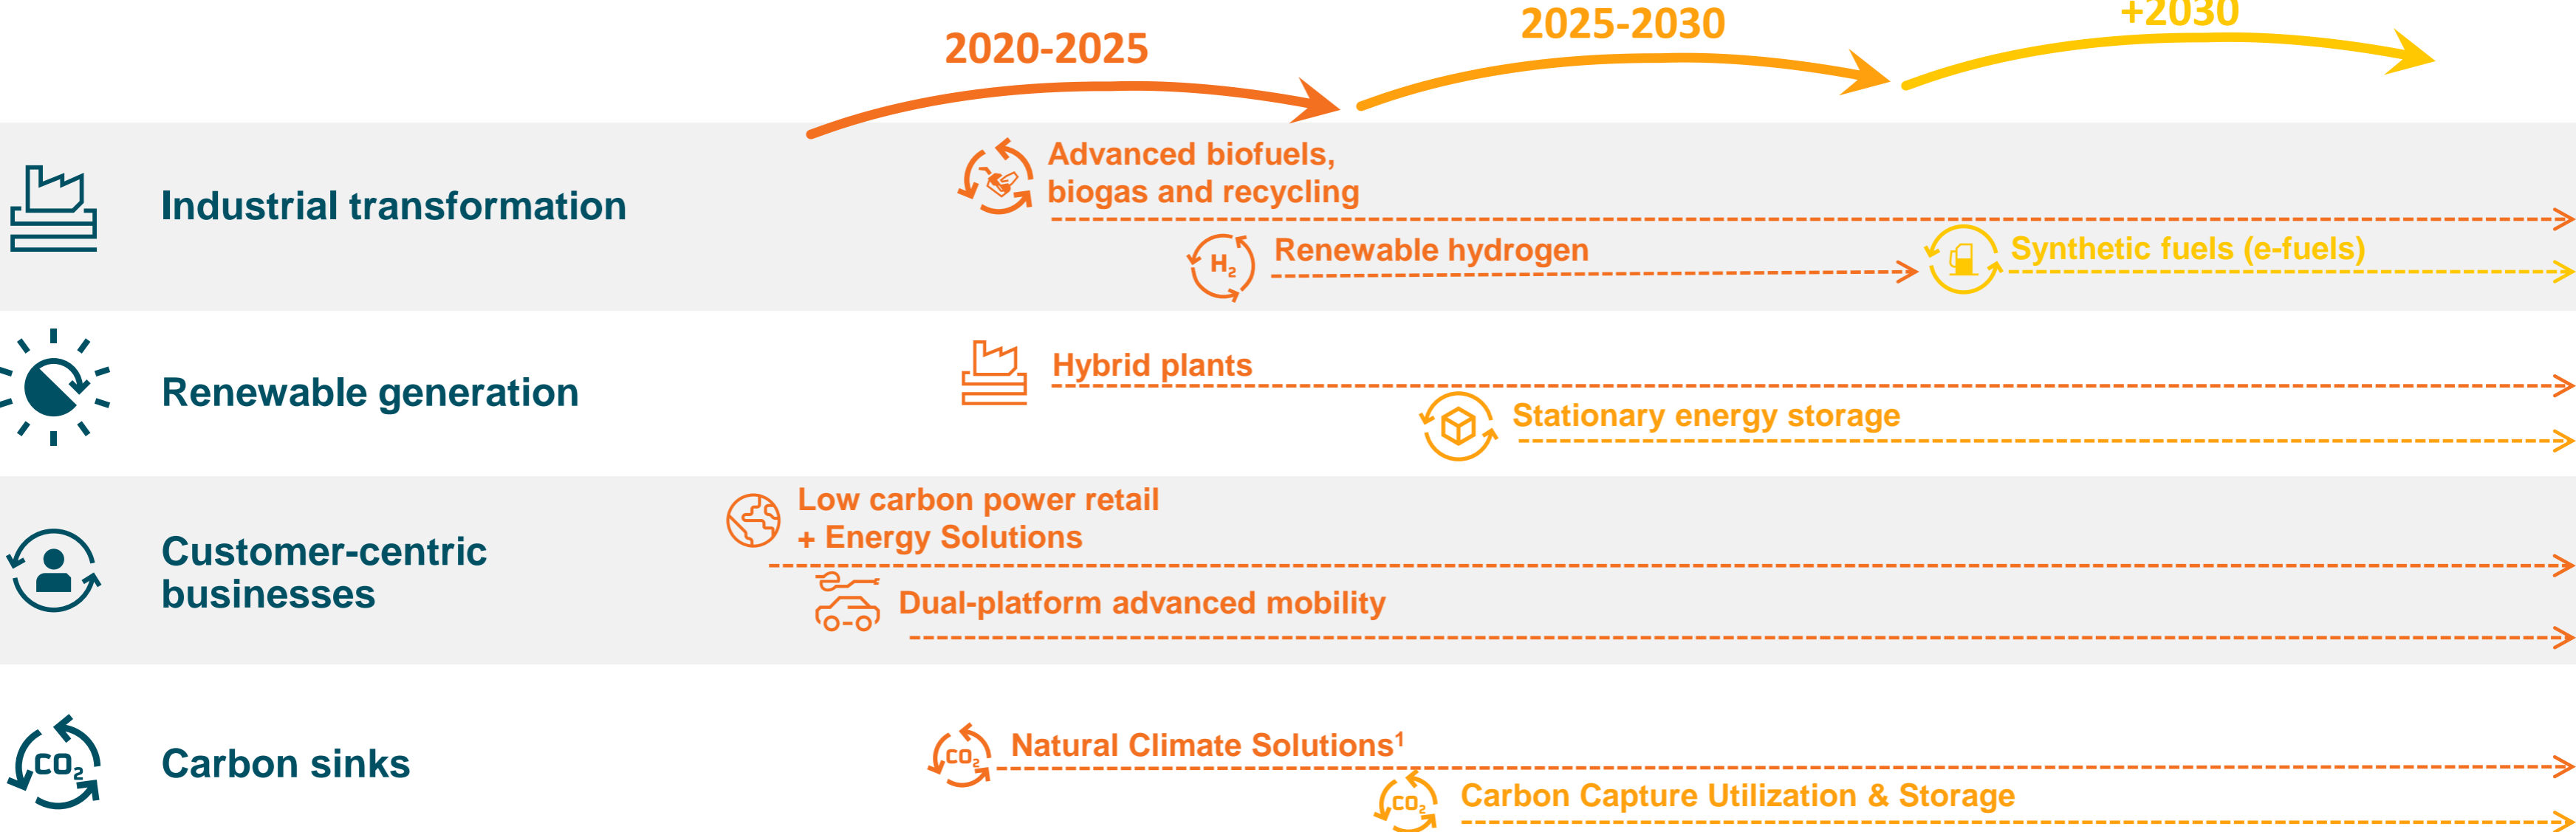 2020-2025
2025-2030
+2030
Industrial transformation
Advanced biofuels,
biogas and recycling
H₂
Renewable hydrogen
Synthetic fuels (e-fuels)
Renewable generation
Hybrid plants
Stationary energy storage
Customer-centric
businesses
Low carbon power retail
+ Energy Solutions
Dual-platform advanced mobility
CO₂
Carbon sinks
CO₂
Natural Climate Solutions¹
CO₂
Carbon Capture Utilization & Storage